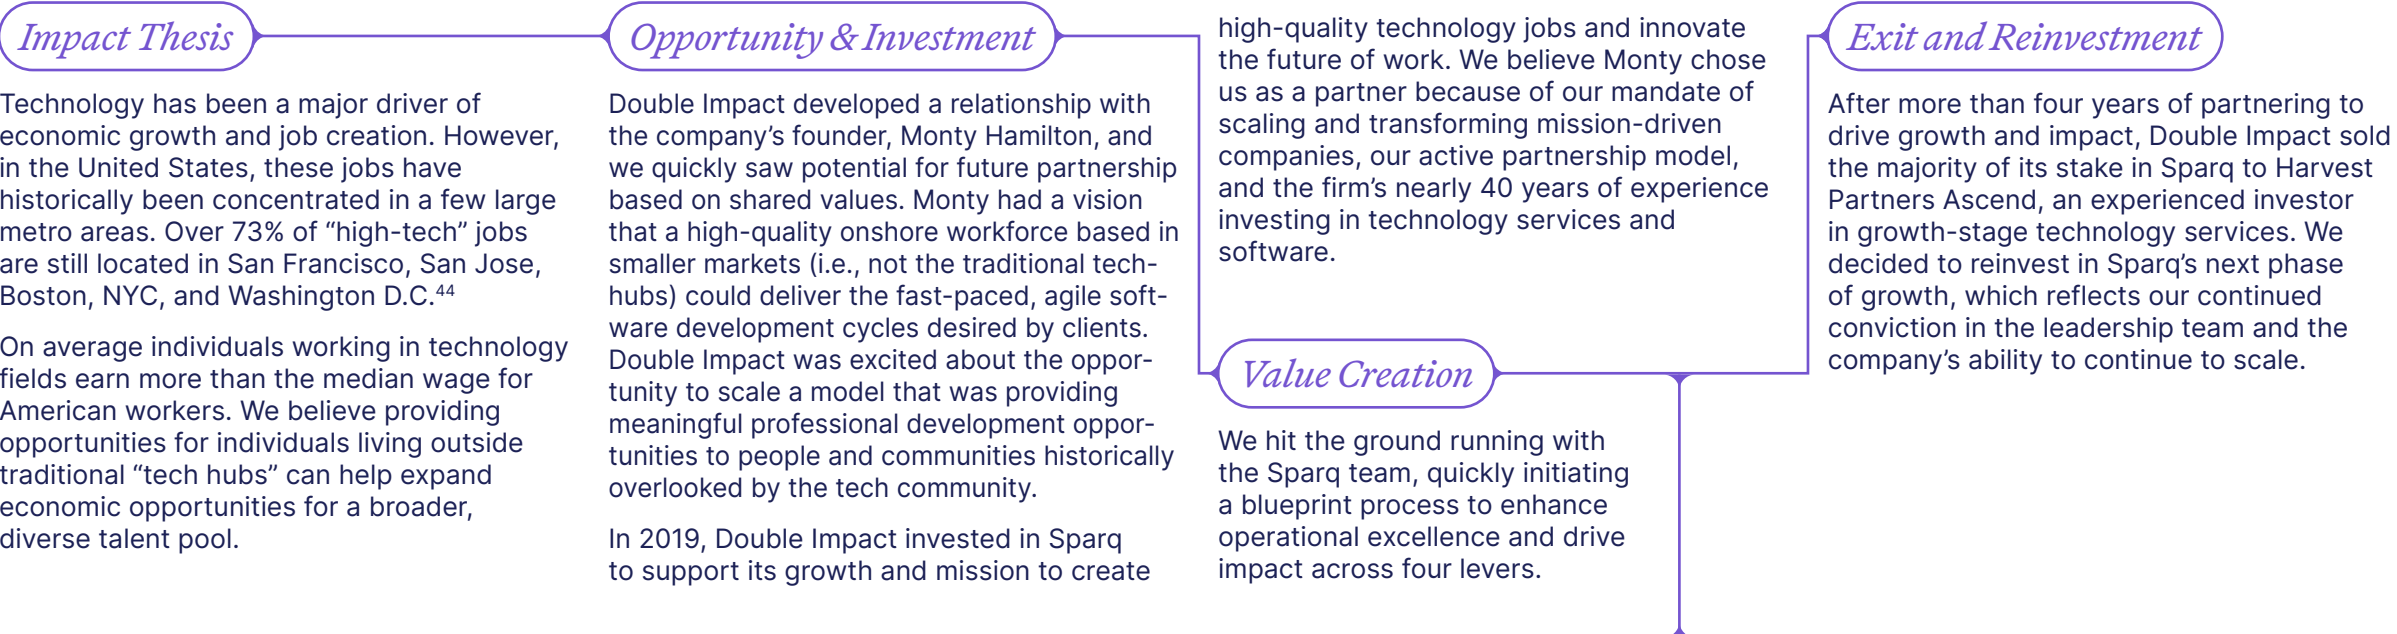 Impact Thesis
Technology has been a major driver of
economic growth and job creation. However,
in the United States, these jobs have
historically been concentrated in a few large
metro areas. Over 73% of “high-tech” jobs
are still located in San Francisco, San Jose,
Boston, NYC, and Washington D.C.⁴⁴
On average individuals working in technology
fields earn more than the median wage for
American workers. We believe providing
opportunities for individuals living outside
traditional “tech hubs” can help expand
economic opportunities for a broader,
diverse talent pool.
Opportunity & Investment
Double Impact developed a relationship with
the company’s founder, Monty Hamilton, and
we quickly saw potential for future partnership
based on shared values. Monty had a vision
that a high-quality onshore workforce based in
smaller markets (i.e., not the traditional tech-
hubs) could deliver the fast-paced, agile soft-
ware development cycles desired by clients.
Double Impact was excited about the oppor-
tunity to scale a model that was providing
meaningful professional development oppor-
tunities to people and communities historically
overlooked by the tech community.
In 2019, Double Impact invested in Sparq
to support its growth and mission to create
high-quality technology jobs and innovate
the future of work. We believe Monty chose
us as a partner because of our mandate of
scaling and transforming mission-driven
companies, our active partnership model,
and the firm’s nearly 40 years of experience
investing in technology services and
software.
Value Creation
We hit the ground running with
the Sparq team, quickly initiating
a blueprint process to enhance
operational excellence and drive
impact across four levers.
Exit and Reinvestment
After more than four years of partnering to
drive growth and impact, Double Impact sold
the majority of its stake in Sparq to Harvest
Partners Ascend, an experienced investor
in growth-stage technology services. We
decided to reinvest in Sparq’s next phase
of growth, which reflects our continued
conviction in the leadership team and the
company’s ability to continue to scale.